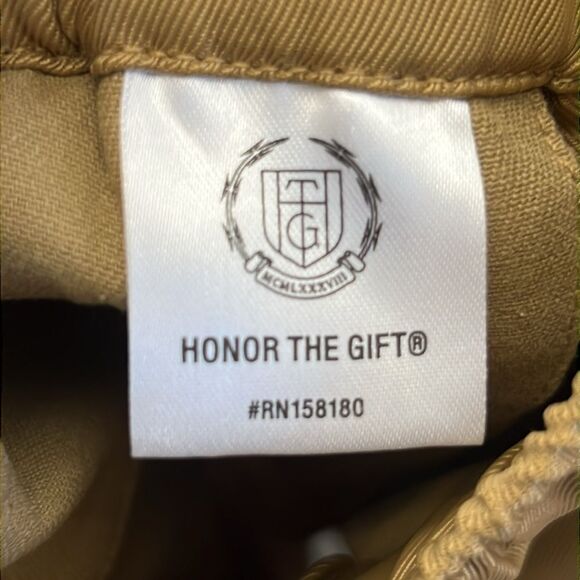 HTG
MCMLXXXVIII
HONOR THE GIFT®
#RN158180